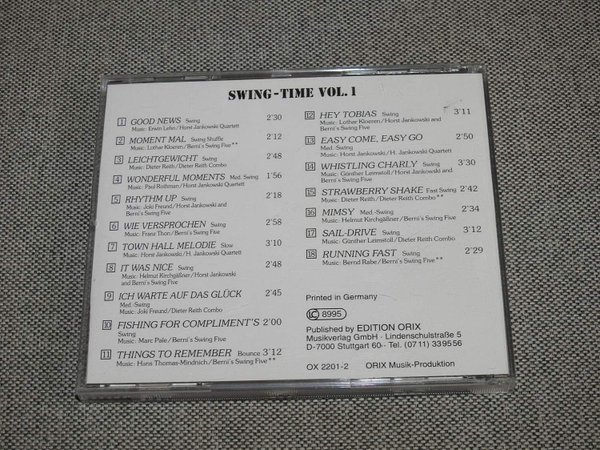 SWING-TIME VOL. 1
1 GOOD NEWS Swing 2'30
Music: Erwin Lehn/Horst Jankowski Quartett
2 MOMENT MAL Swing Shuffle 2'12
Music: Lothar Kloeren/Berni's Swing Five**
3 LEICHTGEWICHT Swing 2'48
Music: Dieter Reith/Dieter Reith Combo
4 WONDERFUL MOMENTS Med. Swing 1'56
Music: Paul Rothman/Horst Jankowski Quartett
5 RHYTHM UP Swing 2'18
Music: Joki Freund/Horst Jankowski and
Berni's Swing Five
6 WIE VERSPROCHEN Swing 2'58
Music: Franz Thon/Berni's Swing Five
7 TOWN HALL MELODIE Slow 3'10
Music: Horst Jankowski/H. Jankowski Quartett
8 IT WAS NICE Swing 2'48
Music: Helmut Kirchgäßner/Horst Jankowski
and Berni's Swing Five
9 ICH WARTE AUF DAS GLÜCK 2'45
Med.-Swing
Music: Joki Freund/Dieter Reith Combo
10 FISHING FOR COMPLIMENT'S 2'00
Swing
Music: Marc Pale/Berni's Swing Five
11 THINGS TO REMEMBER Bounce 3'12
Music: Hans Thomas-Mindnich/Berni's Swing Five**
12 HEY TOBIAS Swing 3'11
Music: Lothar Kloeren/Horst Jankowski and
Berni's Swing Five
13 EASY COME, EASY GO 2'50
Med.-Swing
Music: Horst Jankowski/H. Jankowski Quartett
14 WHISTLING CHARLY Swing 3'30
Music: Günther Leimstoll/Horst Jankowski and
Berni's Swing Five
15 STRAWBERRY SHAKE Fast Swing 2'42
Music: Dieter Reith/Dieter Reith Combo**
16 MIMSY Med.-Swing 2'34
Music: Helmut Kirchgäßner/Berni's Swing Five
17 SAIL-DRIVE Swing 3'12
Music: Günther Leimstoll/Dieter Reith Combo
18 RUNNING FAST Swing 2'29
Music: Bernd Rabe/Berni's Swing Five**
Printed in Germany
LC 8995
Published by EDITION ORIX
Musikverlag GmbH · Lindenschulstraße 5
D-7000 Stuttgart 60 · Tel. (0711) 339556
OX 2201-2 ORIX Musik-Produktion